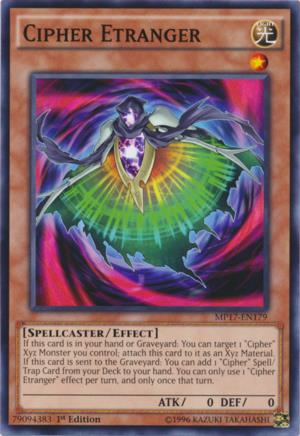 CIPHER ETRANGER
LIGHT
光
MP17-EN179
[SPELLCASTER/EFFECT]
If this card is in your hand or Graveyard: You can target 1 "Cipher"
Xyz Monster you control; attach this card to it as an Xyz Material.
If this card is sent to the Graveyard: You can add 1 "Cipher" Spell/
Trap Card from your Deck to your hand. You can only use 1 "Cipher
Etranger" effect per turn, and only once that turn.
ATK/ 0 DEF/ 0
79094383 1st Edition ©1996 KAZUKI TAKAHASHI